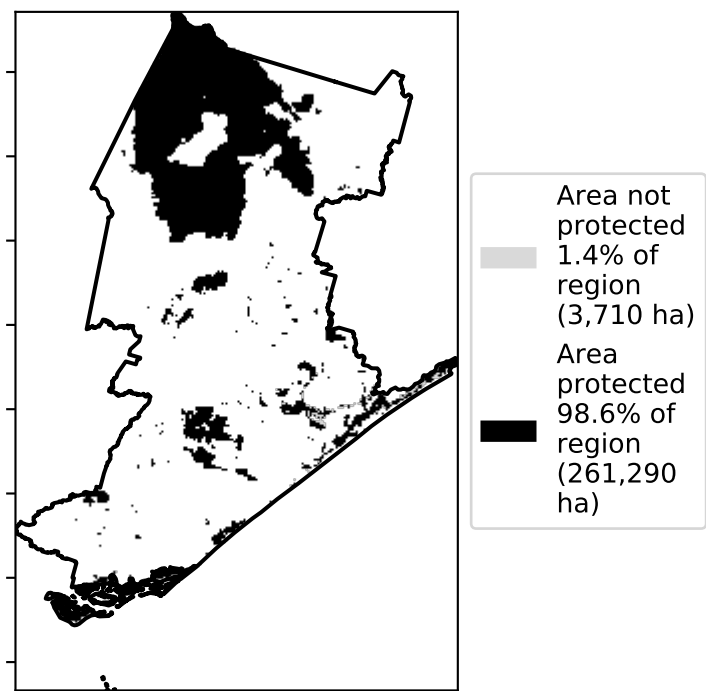 Area not
protected
1.4% of
region
(3,710 ha)
Area
protected
98.6% of
region
(261,290
ha)